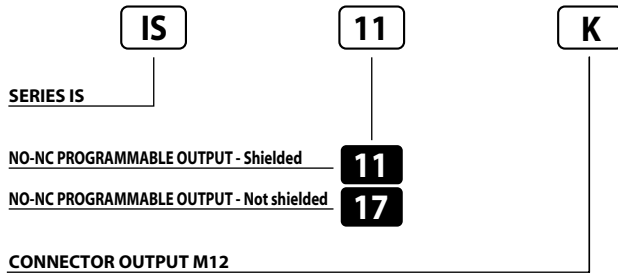 IS 11 K
SERIES IS
NO-NC PROGRAMMABLE OUTPUT - Shielded 11
NO-NC PROGRAMMABLE OUTPUT - Not shielded 17
CONNECTOR OUTPUT M12